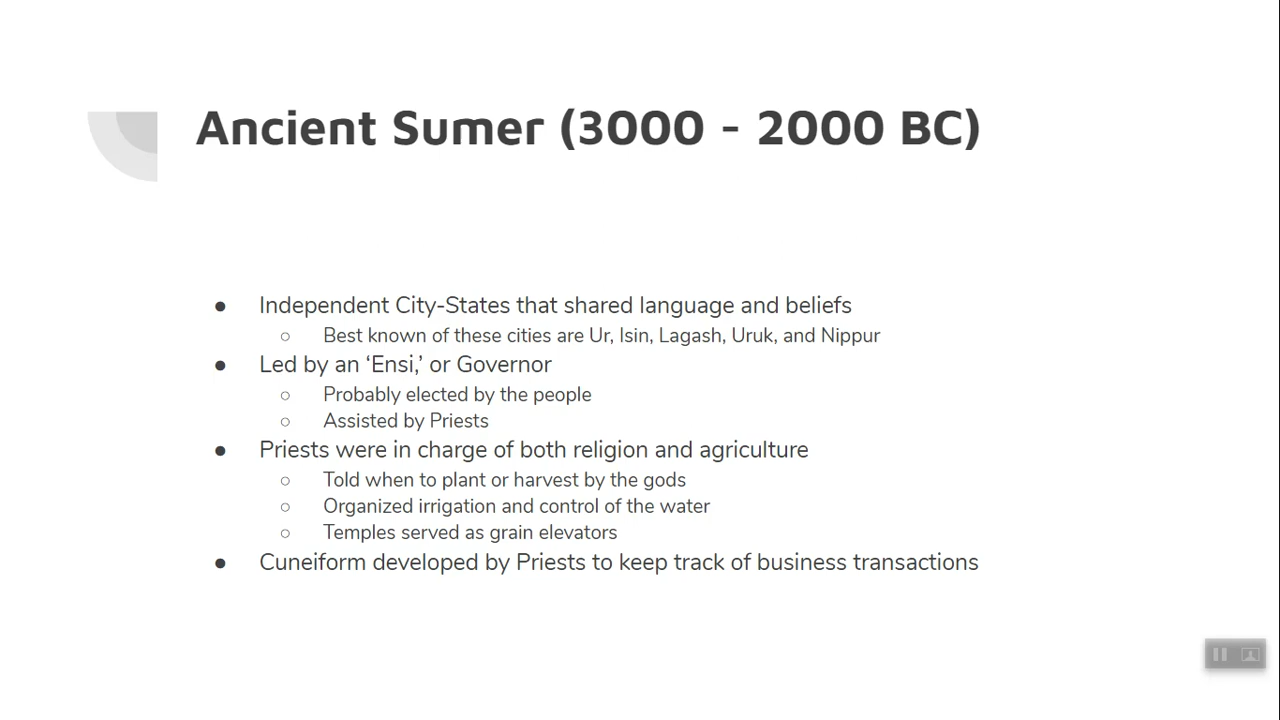 Ancient Sumer (3000 - 2000 BC)
● Independent City-States that shared language and beliefs
○ Best known of these cities are Ur, Isin, Lagash, Uruk, and Nippur
● Led by an ‘Ensi,’ or Governor
○ Probably elected by the people
○ Assisted by Priests
● Priests were in charge of both religion and agriculture
○ Told when to plant or harvest by the gods
○ Organized irrigation and control of the water
○ Temples served as grain elevators
● Cuneiform developed by Priests to keep track of business transactions